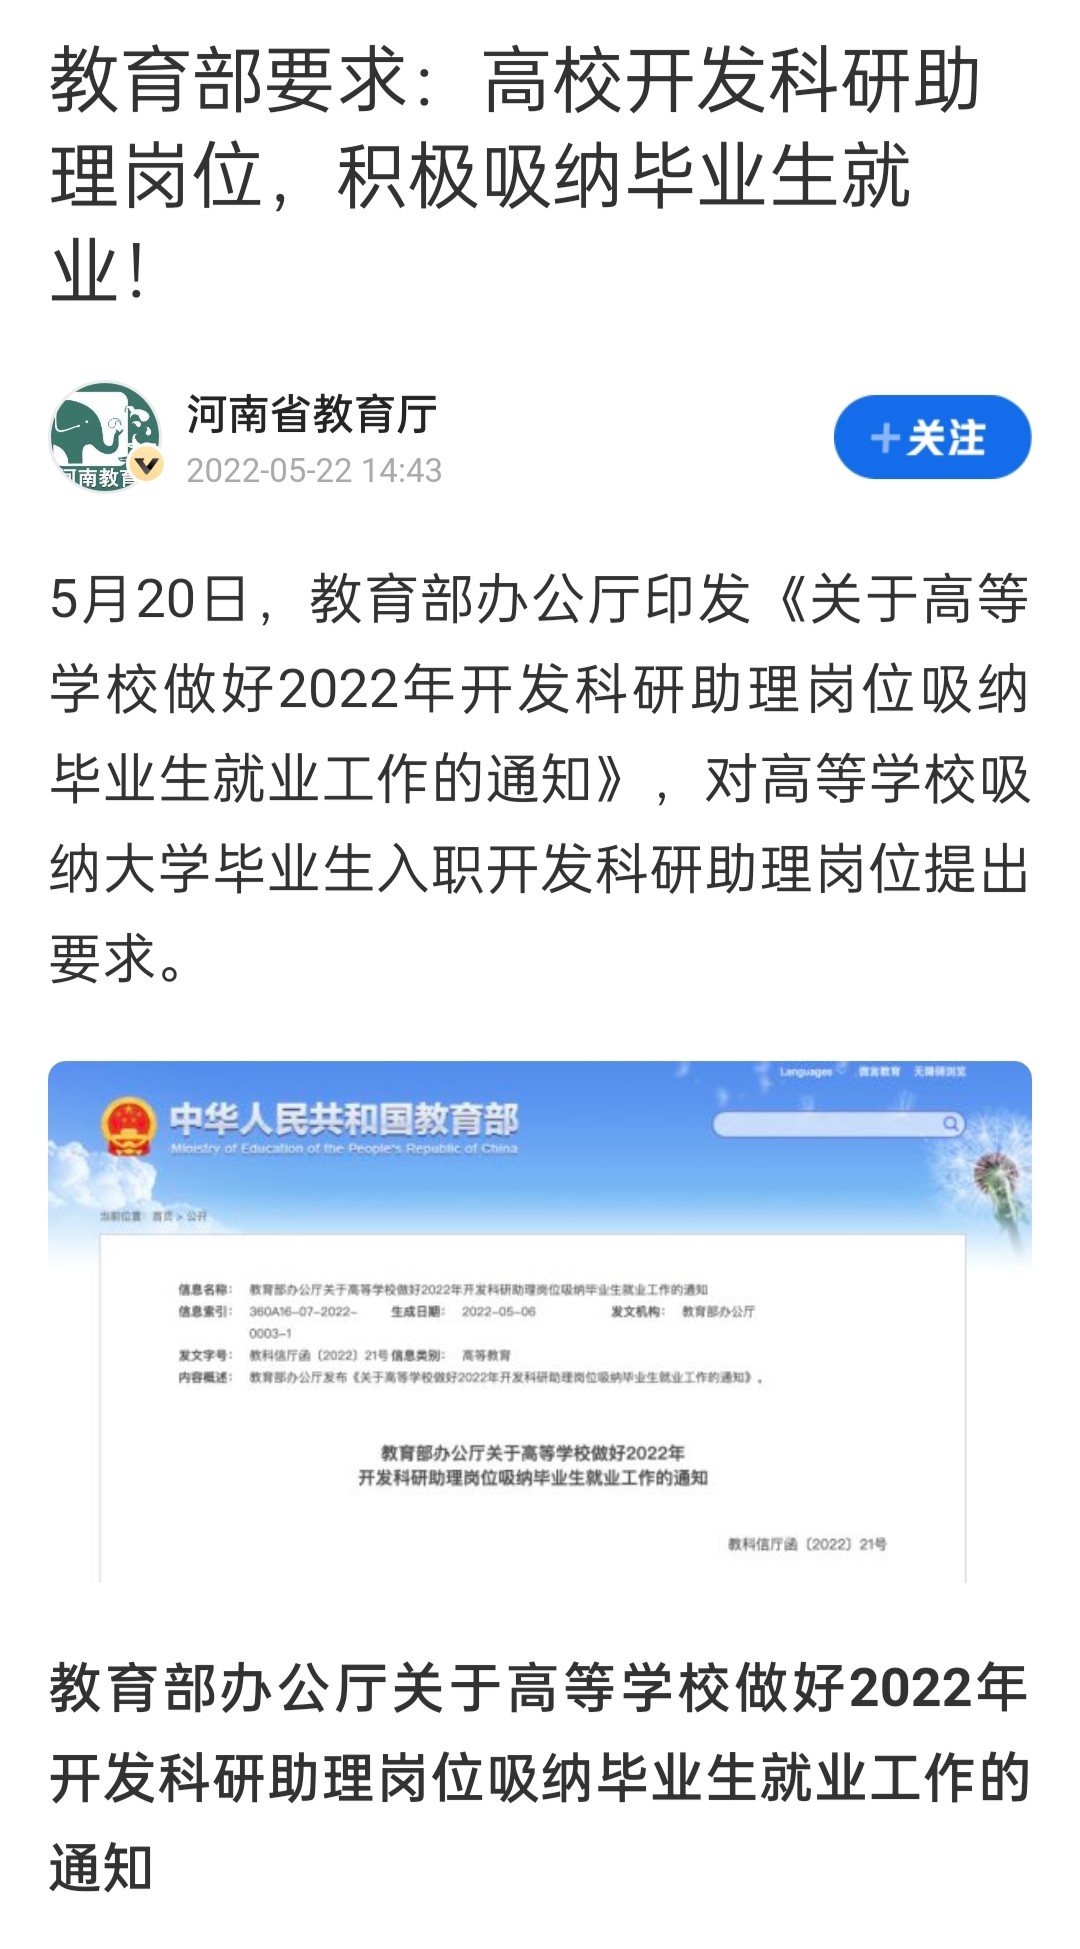 教育部要求：高校开发科研助
理岗位，积极吸纳毕业生就
业！
河南省教育厅
2022-05-22 14:43
+关注
河南教育
5月20日，教育部办公厅印发《关于高等
学校做好2022年开发科研助理岗位吸纳
毕业生就业工作的通知》，对高等学校吸
纳大学毕业生入职开发科研助理岗位提出
要求。
Languages 微言教育 无障碍浏览
中华人民共和国教育部
Ministry of Education of the People's Republic of China
当前位置：首页 > 公开
信息名称： 教育部办公厅关于高等学校做好2022年开发科研助理岗位吸纳毕业生就业工作的通知
信息索引： 360A16-07-2022- 生成日期： 2022-05-06 发文机构： 教育部办公厅
0003-1
发文字号： 教科信厅函〔2022〕21号 信息类别： 高等教育
内容概述： 教育部办公厅发布《关于高等学校做好2022年开发科研助理岗位吸纳毕业生就业工作的通知》。
教育部办公厅关于高等学校做好2022年
开发科研助理岗位吸纳毕业生就业工作的通知
教科信厅函〔2022〕21号
教育部办公厅关于高等学校做好2022年
开发科研助理岗位吸纳毕业生就业工作的
通知